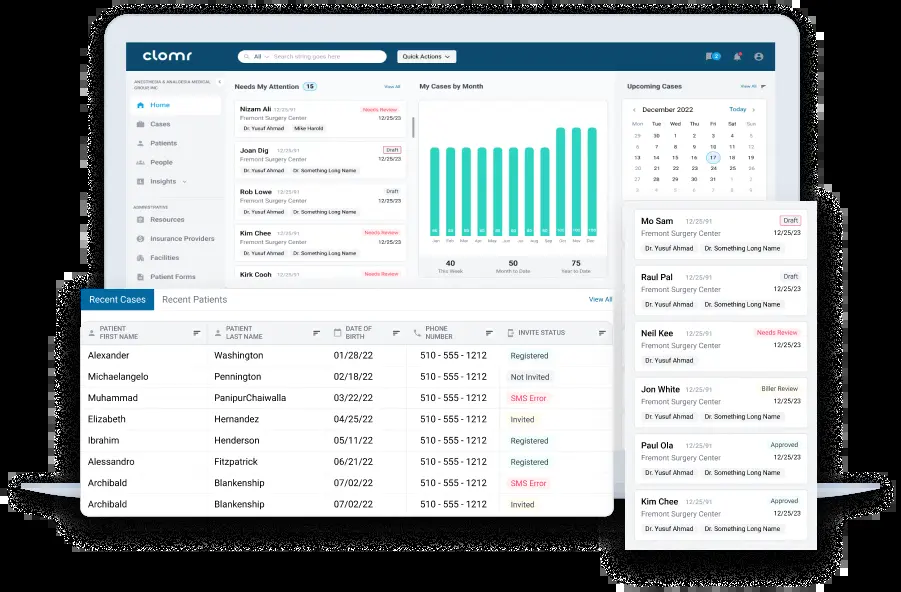 clomr
All
Search string goes here
Quick Actions
2
ANESTHESIA & ANALGESIA MEDICAL
GROUP, INC
Home
Cases
Patients
People
Insights
ADMINISTRATIVE
Resources
Insurance Providers
Facilities
Patient Forms
Needs My Attention 15
View All
Nizam Ali 12/25/91 Needs Review
Fremont Surgery Center 12/25/23
Dr. Yusuf Ahmad Mike Harold
Joan Dig 12/25/91 Draft
Fremont Surgery Center 12/25/23
Dr. Yusuf Ahmad Dr. Something Long Name
Rob Lowe 12/25/91 Draft
Fremont Surgery Center 12/25/23
Dr. Yusuf Ahmad Dr. Something Long Name
Kim Chee 12/25/91 Needs Review
Fremont Surgery Center 12/25/23
Dr. Yusuf Ahmad Dr. Something Long Name
Kirk Cooh 12/25/91 Needs Review
My Cases by Month
Jan Feb Mar Apr May Jun Jul Aug Sep Oct Nov Dec
40 50 75
This Week Month to Date Year to Date
Upcoming Cases
View All
December 2022 Today
Mon Tue Wed Thu Fri Sat Sun
29 30 1 2 3 4 5
6 7 8 9 10 11 12
13 14 15 16 17 18 19
20 21 22 23 24 25 26
27 28 29 30 31 1 2
3 4 5 6 7 8 9
Recent Cases Recent Patients View All
PATIENT FIRST NAME
PATIENT LAST NAME
DATE OF BIRTH
PHONE NUMBER
INVITE STATUS
Alexander Washington 01/28/22 510 - 555 - 1212 Registered
Michaelangelo Pennington 02/18/22 510 - 555 - 1212 Not Invited
Muhammad PanipurChaiwalla 03/22/22 510 - 555 - 1212 SMS Error
Elizabeth Hernandez 04/25/22 510 - 555 - 1212 Invited
Ibrahim Henderson 05/11/22 510 - 555 - 1212 Registered
Alessandro Fitzpatrick 06/21/22 510 - 555 - 1212 Registered
Archibald Blankenship 07/02/22 510 - 555 - 1212 SMS Error
Archibald Blankenship 07/02/22 510 - 555 - 1212 Invited
Mo Sam 12/25/91 Draft
Fremont Surgery Center 12/25/23
Dr. Yusuf Ahmad Dr. Something Long Name
Raul Pal 12/25/91 Draft
Fremont Surgery Center 12/25/23
Dr. Yusuf Ahmad Dr. Something Long Name
Neil Kee 12/25/91 Needs Review
Fremont Surgery Center 12/25/23
Dr. Yusuf Ahmad
Jon White 12/25/91 Biller Review
Fremont Surgery Center 12/25/23
Dr. Yusuf Ahmad Dr. Something Long Name
Paul Ola 12/25/91 Approved
Fremont Surgery Center 12/25/23
Dr. Yusuf Ahmad Dr. Something Long Name
Kim Chee 12/25/91 Approved
Fremont Surgery Center 12/25/23
Dr. Yusuf Ahmad Dr. Something Long Name